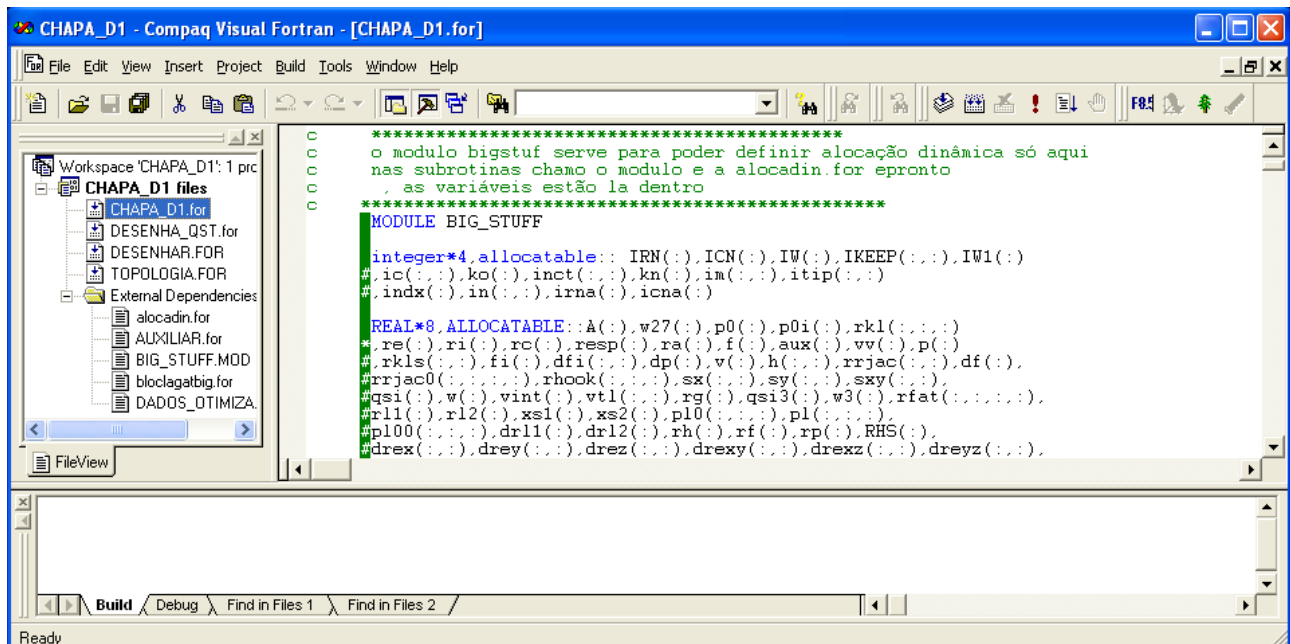 CHAPA_D1 - Compaq Visual Fortran - [CHAPA_D1.for]
File Edit View Insert Project Build Tools Window Help
Workspace 'CHAPA_D1': 1 prc
CHAPA_D1 files
CHAPA_D1.for
DESENHA_QST.for
DESENHAR.FOR
TOPOLOGIA.FOR
External Dependencies
alocadin.for
AUXILIAR.for
BIG_STUFF.MOD
bloclagatbig.for
DADOS_OTIMIZA.
FileView
c ********************************************
c o modulo bigstuf serve para poder definir alocação dinâmica só aqui
c nas subrotinas chamo o modulo e a alocadin.for epronto
c , as variáveis estão la dentro
c *************************************************
MODULE BIG_STUFF
integer*4,allocatable:: IRN(:),ICN(:),IW(:),IKEEP(:,:),IW1(:)
#,ic(:,:),ko(:),inct(:),kn(:),im(:,:),itip(:,:)
#,indx(:),in(:,:),irna(:),icna(:)
REAL*8,ALLOCATABLE::A(:),w27(:),p0(:),p0i(:),rkl(:,:,:)
*,re(:),ri(:),rc(:),resp(:),ra(:),f(:),aux(:),vv(:),p(:)
#,rkls(:,:),fi(:),dfi(:),dp(:),v(:),h(:),rrjac(:,:),df(:),
#rrjac0(:,:,:,:),rhook(:,:,:),sx(:,:),sy(:,:),sxy(:,:),
#qsi(:),w(:),vint(:),vtl(:,:),rg(:),qsi3(:),w3(:),rfat(:,:,:,:),
#rl1(:),rl2(:),xs1(:),xs2(:),pl0(:,:),pl(:,:,:),
#pl00(:,:,:),drl1(:),drl2(:),rh(:),rf(:),rp(:),RHS(:),
#drex(:,:),drey(:,:),drez(:,:),drexy(:,:),drexz(:,:),dreyz(:,:),
Build Debug Find in Files 1 Find in Files 2
Ready